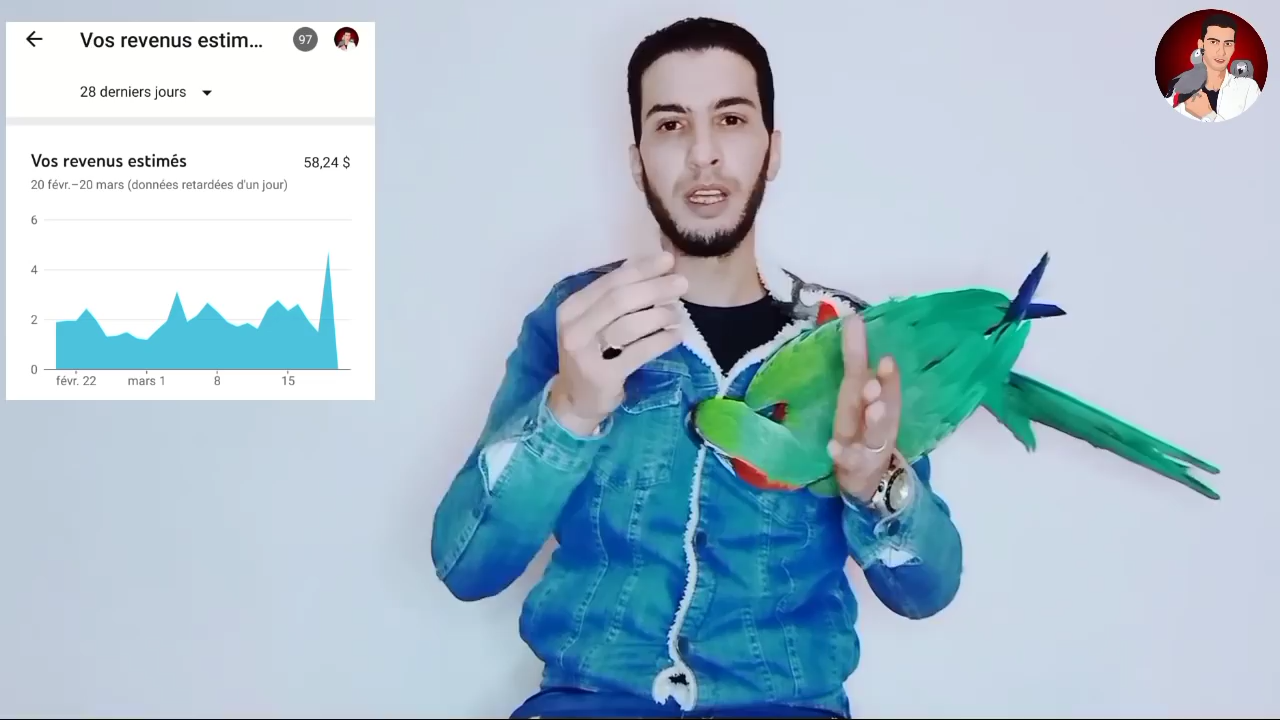 Vos revenus estim...
97
28 derniers jours
Vos revenus estimés 58,24 $
20 févr.–20 mars (données retardées d'un jour)
6
4
2
0
févr. 22 mars 1 8 15